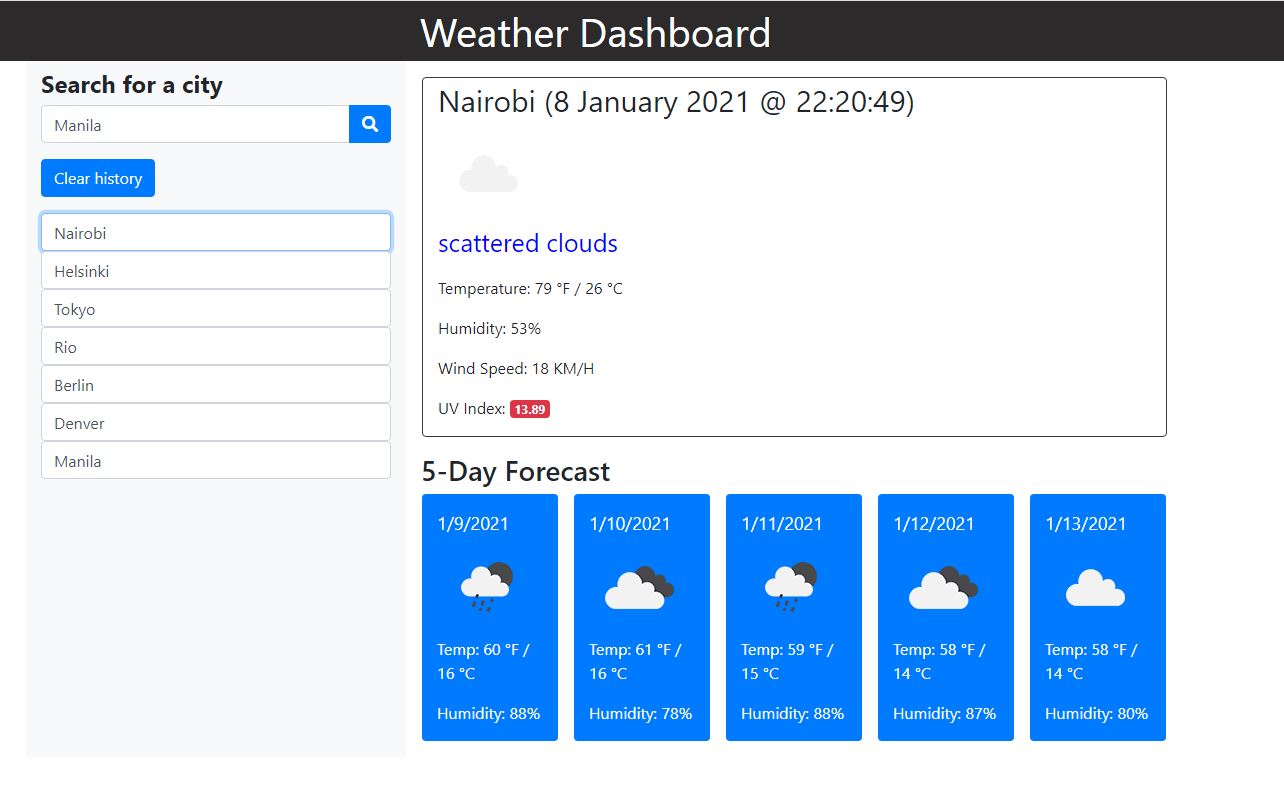 Weather Dashboard
Search for a city
Manila
Clear history
Nairobi
Helsinki
Tokyo
Rio
Berlin
Denver
Manila
Nairobi (8 January 2021 @ 22:20:49)
scattered clouds
Temperature: 79 °F / 26 °C
Humidity: 53%
Wind Speed: 18 KM/H
UV Index: 13.89
5-Day Forecast
1/9/2021
Temp: 60 °F /
16 °C
Humidity: 88%
1/10/2021
Temp: 61 °F /
16 °C
Humidity: 78%
1/11/2021
Temp: 59 °F /
15 °C
Humidity: 88%
1/12/2021
Temp: 58 °F /
14 °C
Humidity: 87%
1/13/2021
Temp: 58 °F /
14 °C
Humidity: 80%